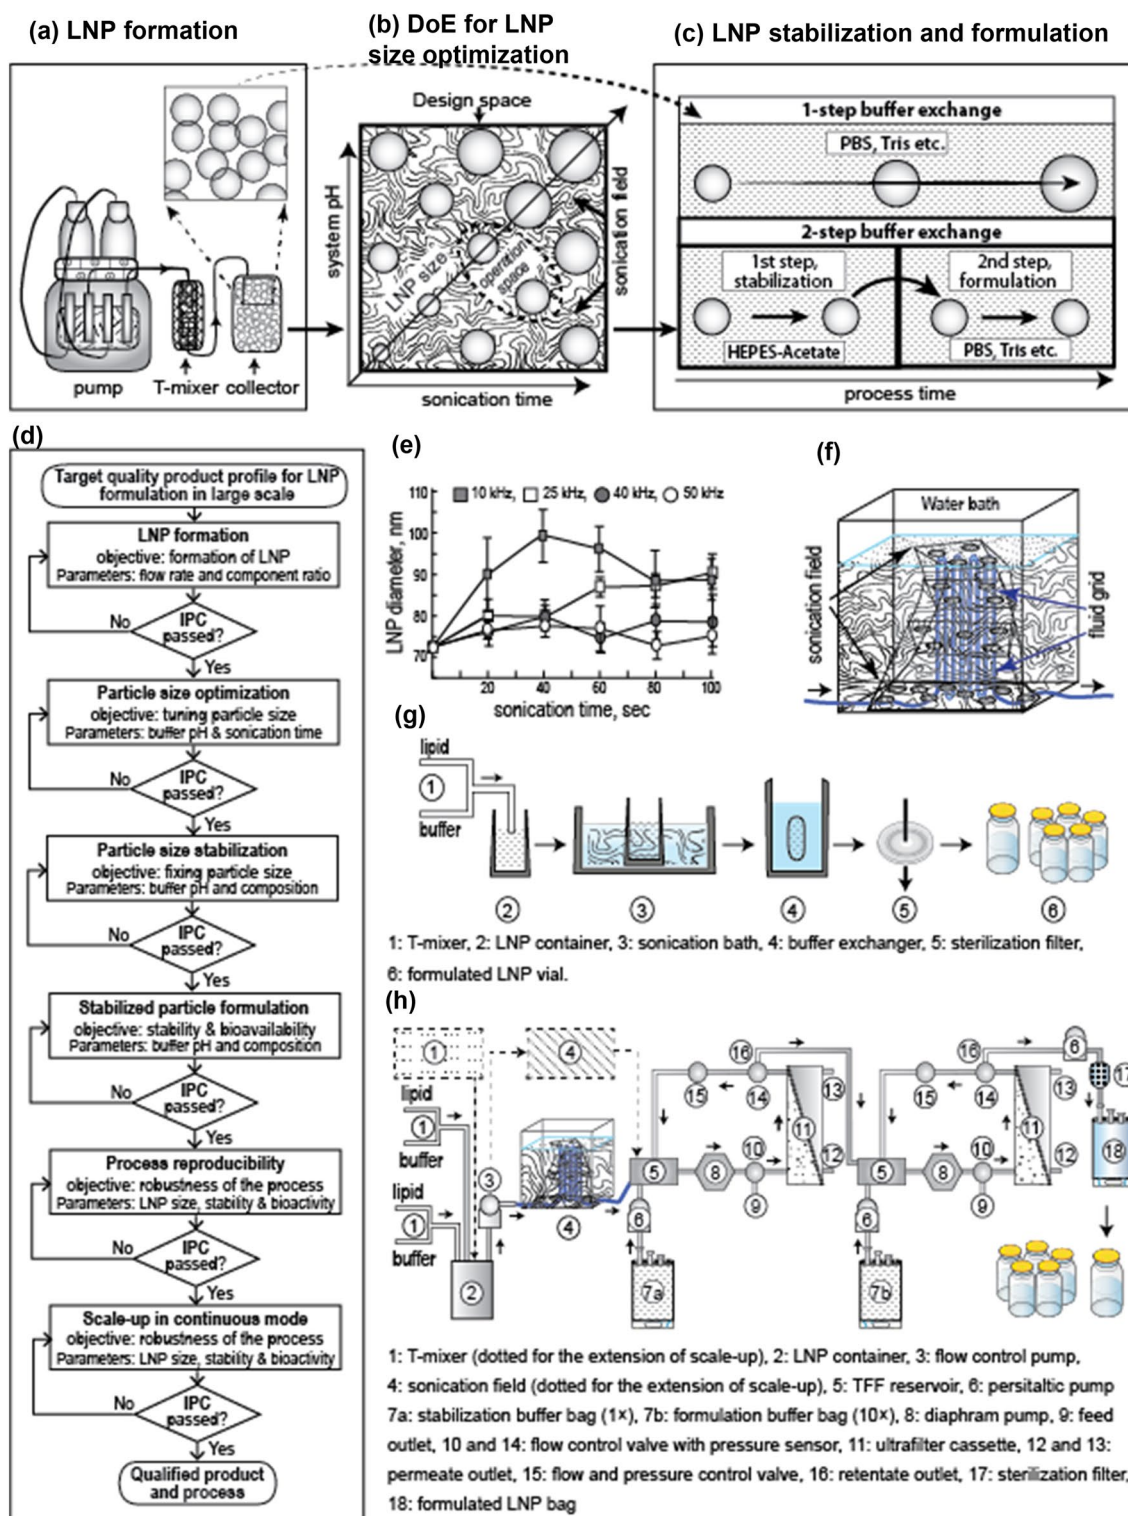 (a) LNP formation
(b) DoE for LNP
size optimization
(c) LNP stabilization and formulation
pump
T-mixer
collector
Design space
system pH
sonication field
LNP size
operation
space
sonication time
1-step buffer exchange
PBS, Tris etc.
2-step buffer exchange
1st step,
stabilization
2nd step,
formulation
HEPES-Acetate
PBS, Tris etc.
process time
(d)
Target quality product profile for LNP
formulation in large scale
LNP formation
objective: formation of LNP
Parameters: flow rate and component ratio
No
IPC
passed?
Yes
Particle size optimization
objective: tuning particle size
Parameters: buffer pH & sonication time
No
IPC
passed?
Yes
Particle size stabilization
objective: fixing particle size
Parameters: buffer pH and composition
No
IPC
passed?
Yes
Stabilized particle formulation
objective: stability & bioavailability
Parameters: buffer pH and composition
No
IPC
passed?
Yes
Process reproducibility
objective: robustness of the process
Parameters: LNP size, stability & bioactivity
No
IPC
passed?
Yes
Scale-up in continuous mode
objective: robustness of the process
Parameters: LNP size, stability & bioactivity
No
IPC
passed?
Yes
Qualified product
and process
(e)
10 kHz, 25 kHz, 40 kHz, 50 kHz
LNP diameter, nm
110
100
90
80
70
20 40 60 80 100
sonication time, sec
(f)
Water bath
sonication field
fluid grid
(g)
lipid
1
buffer
2
3
4
5
6
1: T-mixer, 2: LNP container, 3: sonication bath, 4: buffer exchanger, 5: sterilization filter,
6: formulated LNP vial.
(h)
1
4
16
16
6
17
15
14
13
15
14
13
lipid
1
buffer
11
11
18
3
5
8
10
12
5
8
10
12
lipid
1
buffer
4
6
9
6
9
2
7a
7b
1: T-mixer (dotted for the extension of scale-up), 2: LNP container, 3: flow control pump,
4: sonication field (dotted for the extension of scale-up), 5: TFF reservoir, 6: persitaltic pump
7a: stabilization buffer bag (1×), 7b: formulation buffer bag (10×), 8: diaphram pump, 9: feed
outlet, 10 and 14: flow control valve with pressure sensor, 11: ultrafilter cassette, 12 and 13:
permeate outlet, 15: flow and pressure control valve, 16: retentate outlet, 17: sterilization filter,
18: formulated LNP bag